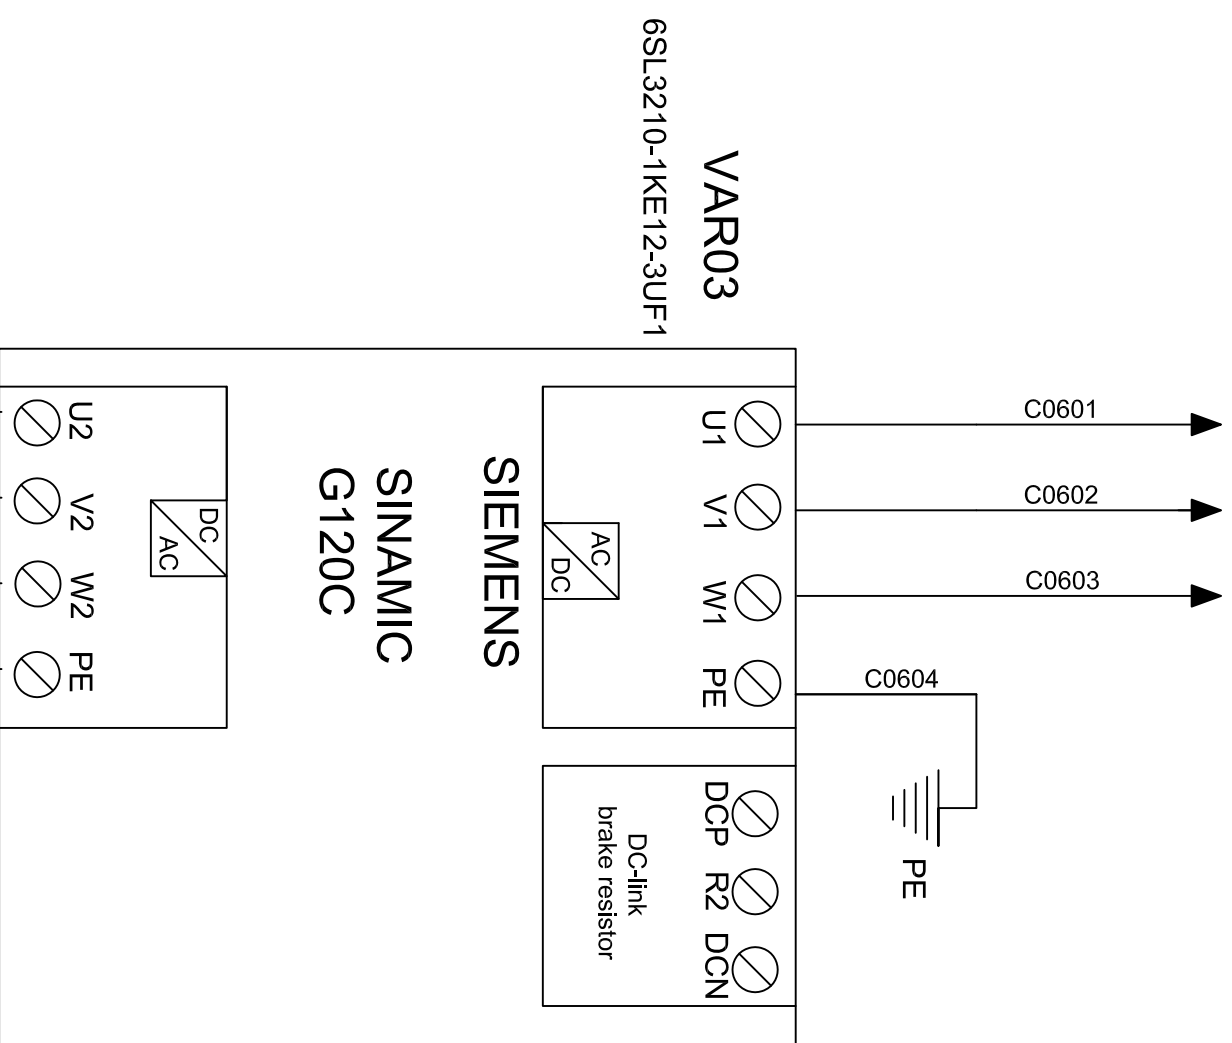 VAR03
6SL3210-1KE12-3UF1
C0601
C0602
C0603
C0604
PE
U1
V1
W1
PE
DCP
R2
DCN
AC
DC
DC-link
brake resistor
SIEMENS
SINAMIC
G120C
DC
AC
U2
V2
W2
PE